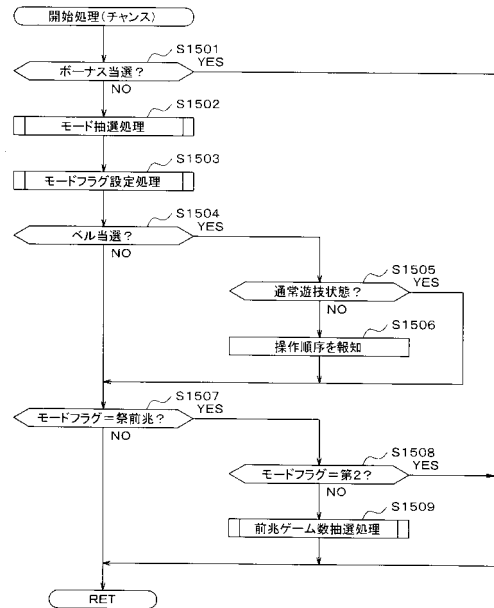 開始処理(チャンス)
S1501
ボーナス当選？
YES
NO
S1502
モード抽選処理
S1503
モードフラグ設定処理
S1504
ベル当選？
YES
NO
S1505
通常遊技状態？
YES
NO
S1506
操作順序を報知
S1507
モードフラグ＝祭前兆？
YES
NO
S1508
モードフラグ＝第2？
YES
NO
S1509
前兆ゲーム数抽選処理
RET